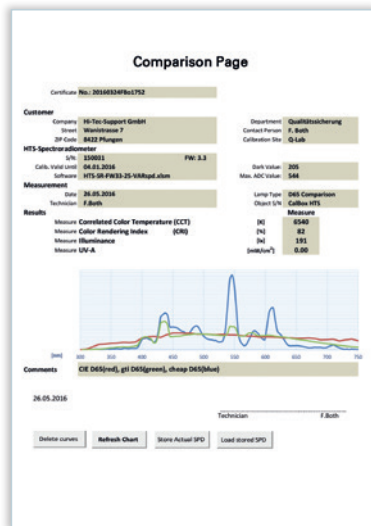 Comparison Page
Certificate No.: 20160324FBo1752
Customer
Company Hi-Tec-Support GmbH Department Qualitätssicherung
Street Wanistrasse 7 Contact Person F. Both
ZIP-Code 8422 Pfungen Calibration Site Q-Lab
HTS-Spectroradiometer
S/N: 150031 FW: 3.3
Calib. Valid Until 04.01.2016 Dark Value: 205
Software HTS-SR-FW33-25-VAMspd.xlsm Max. ADC Value: 544
Measurement
Date 26.05.2016 Lamp Type D65 Comparison
Technician F.Both Object S/N CalBox HTS
Results Measure
Measure Correlated Color Temperature (CCT) [K] 6540
Measure Color Rendering Index (CRI) [%] 82
Measure Illuminance [lx] 191
Measure UV-A [mW/cm²] 0.00
[nm] 300 350 400 450 500 550 600 650 700 750
Comments CIE D65(red), gti D65(green), cheap D65(blue)
26.05.2016
Technician F.Both
Delete curves Refresh Chart Store Actual SPD Load stored SPD